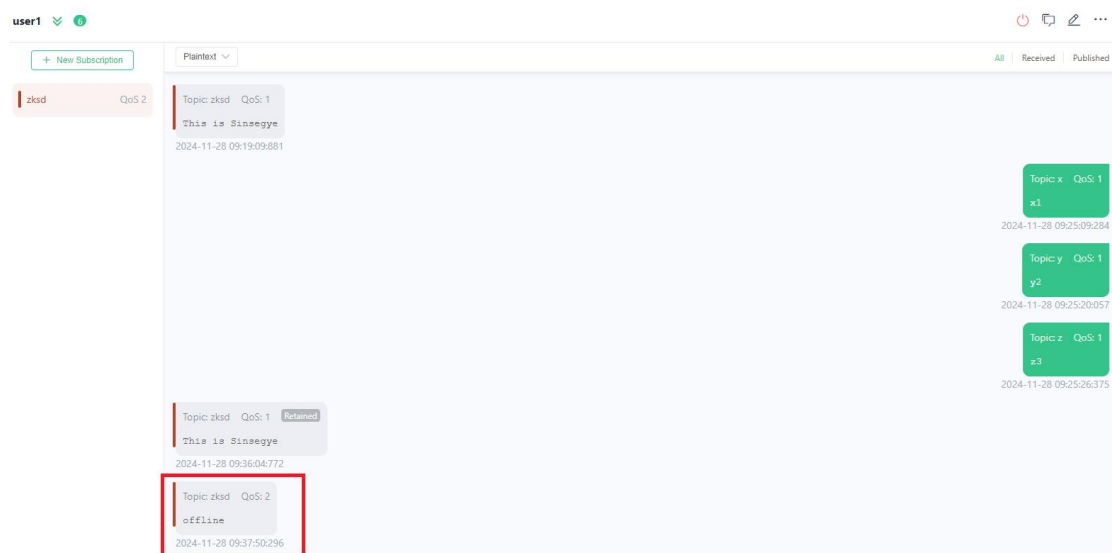 user1 6
+ New Subscription
Plaintext
All Received Published
zksd QoS 2
Topic: zksd QoS: 1
This is Sinsegye
2024-11-28 09:19:09:881
Topic: x QoS: 1
x1
2024-11-28 09:25:09:284
Topic: y QoS: 1
y2
2024-11-28 09:25:20:057
Topic: z QoS: 1
z3
2024-11-28 09:25:26:375
Topic: zksd QoS: 1 Retained
This is Sinsegye
2024-11-28 09:36:04:772
Topic: zksd QoS: 2
offline
2024-11-28 09:37:50:296